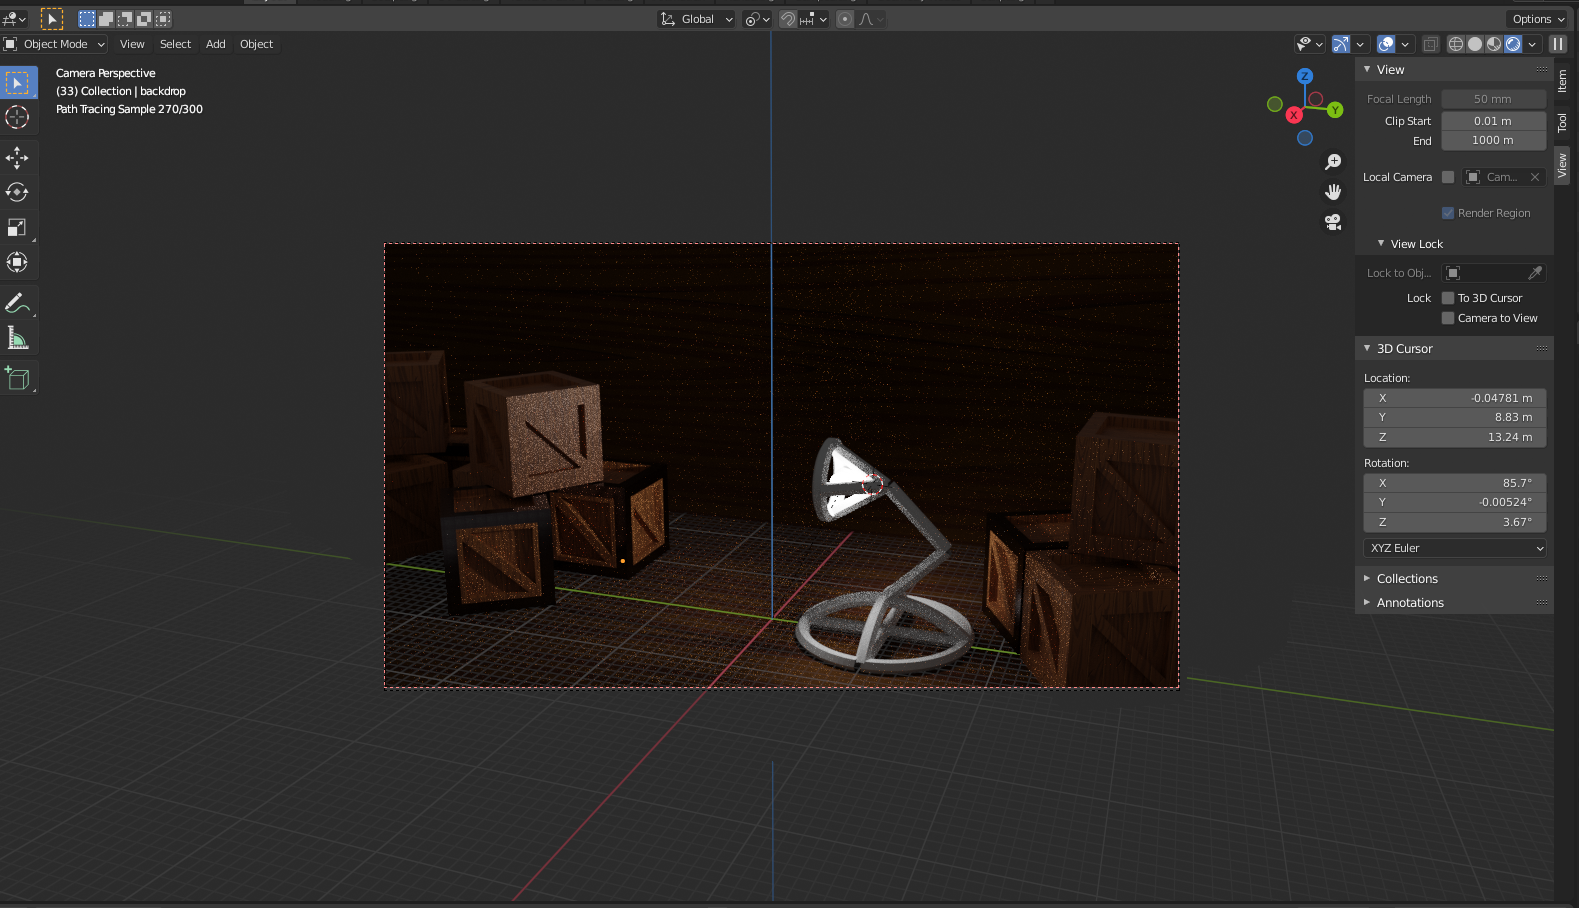 Global
Options
Object Mode
View
Select
Add
Object
Camera Perspective
(33) Collection | backdrop
Path Tracing Sample 270/300
Z
Y
X
View
Focal Length 50 mm
Clip Start 0.01 m
End 1000 m
Local Camera Cam...
Render Region
View Lock
Lock to Obj...
Lock To 3D Cursor
Camera to View
3D Cursor
Location:
X -0.04781 m
Y 8.83 m
Z 13.24 m
Rotation:
X 85.7°
Y -0.00524°
Z 3.67°
XYZ Euler
Collections
Annotations
Item
Tool
View